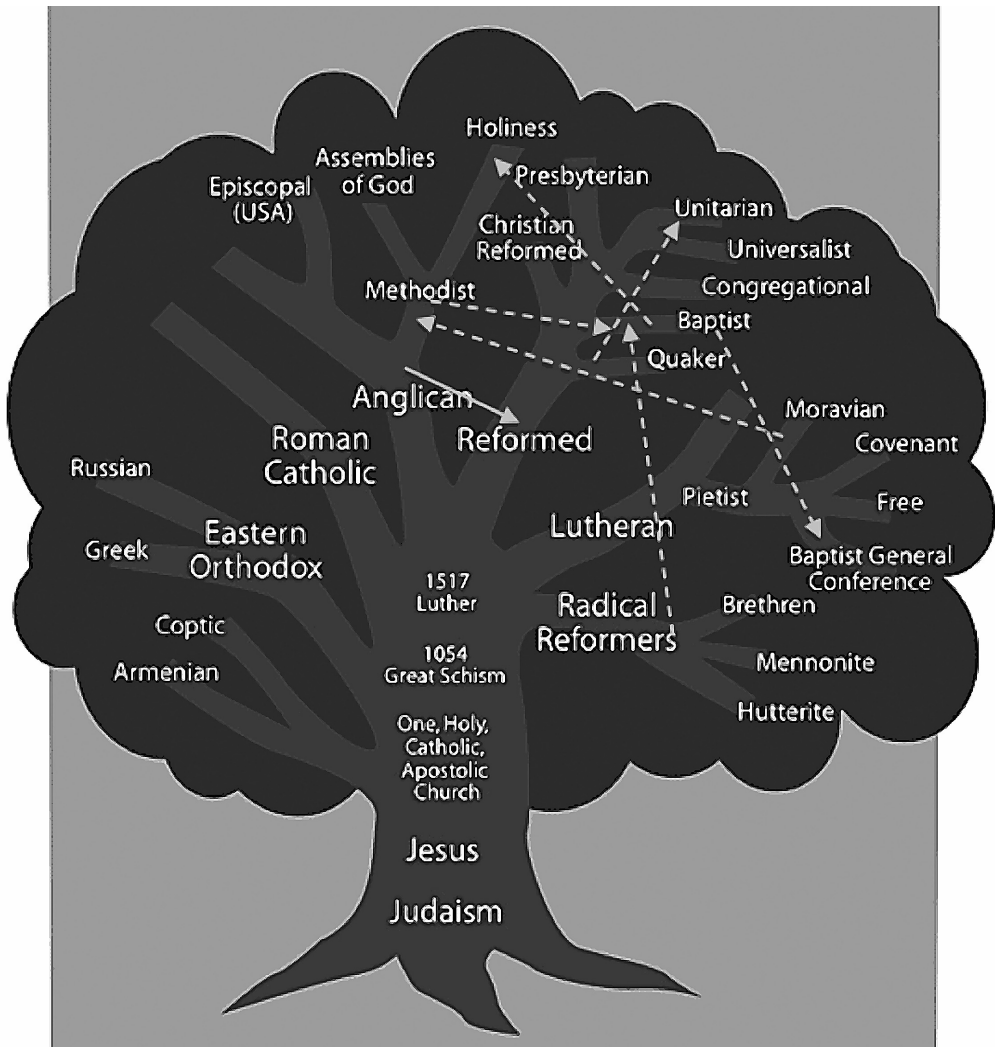 Holiness
Assemblies
of God
Episcopal
(USA)
Presbyterian
Unitarian
Christian
Reformed
Universalist
Congregational
Methodist
Baptist
Quaker
Anglican
Moravian
Roman
Catholic
Reformed
Covenant
Russian
Pietist
Free
Eastern
Orthodox
Lutheran
Greek
Baptist General
Conference
1517
Luther
Radical
Reformers
Brethren
Coptic
1054
Great Schism
Mennonite
Armenian
Hutterite
One, Holy,
Catholic,
Apostolic
Church
Jesus
Judaism